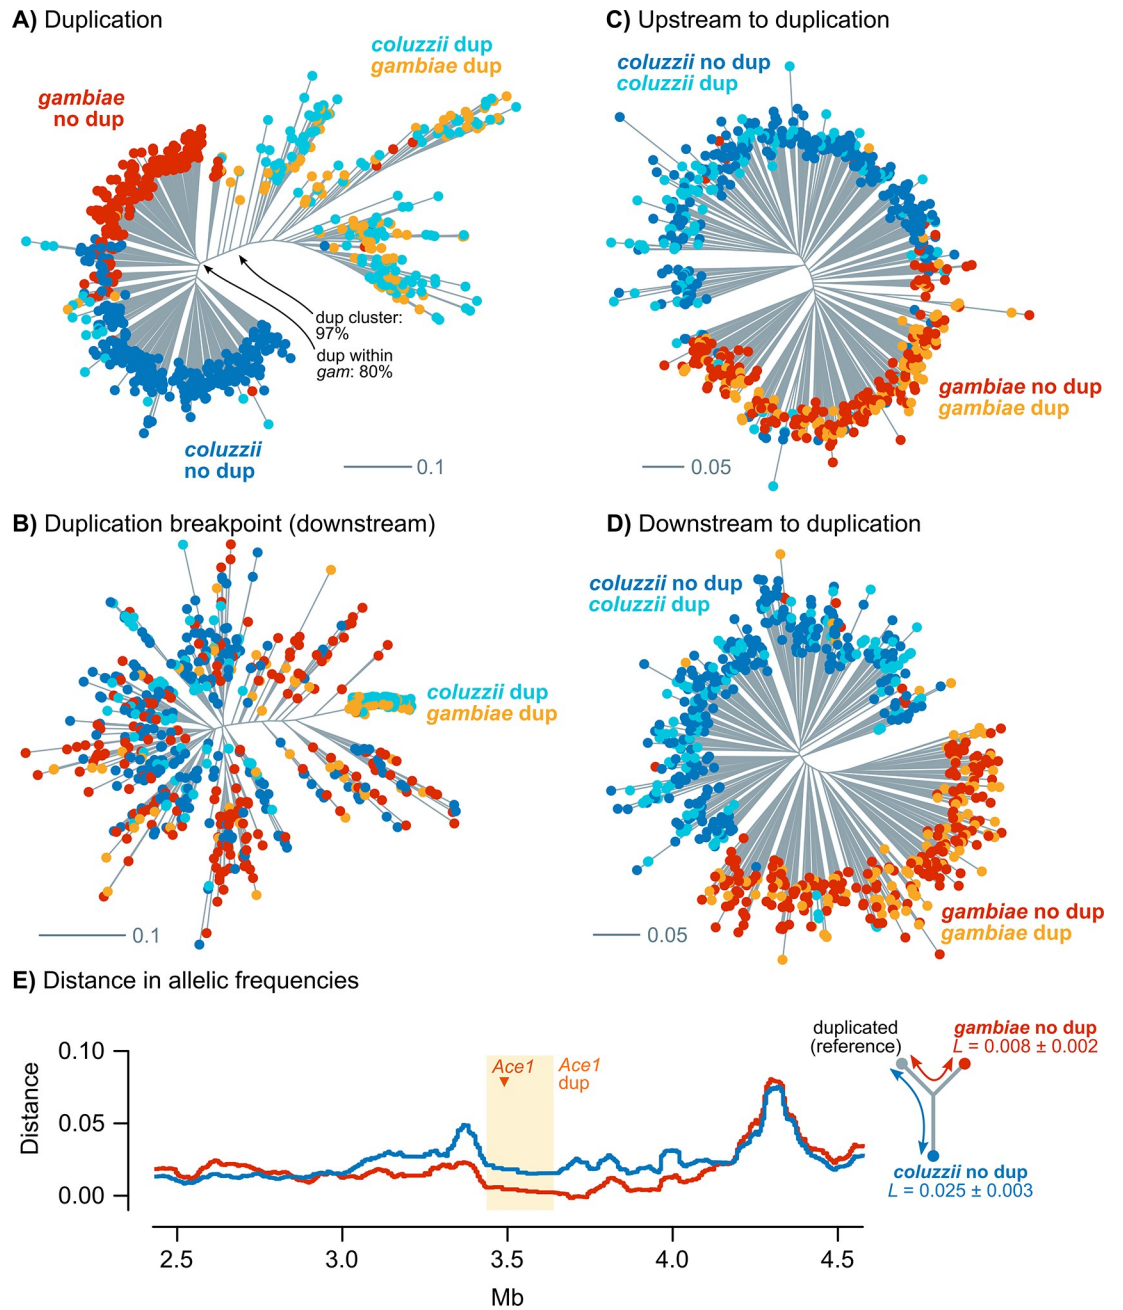 A) Duplication
coluzzii dup
gambiae dup
gambiae
no dup
dup cluster:
97%
dup within
gam: 80%
coluzzii
no dup
0.1
C) Upstream to duplication
coluzzii no dup
coluzzii dup
gambiae no dup
gambiae dup
0.05
B) Duplication breakpoint (downstream)
coluzzii dup
gambiae dup
0.1
D) Downstream to duplication
coluzzii no dup
coluzzii dup
gambiae no dup
gambiae dup
0.05
E) Distance in allelic frequencies
Distance
0.10
0.05
0.00
Ace1
Ace1
dup
2.5
3.0
3.5
4.0
4.5
Mb
duplicated
(reference)
gambiae no dup
L = 0.008 ± 0.002
coluzzii no dup
L = 0.025 ± 0.003